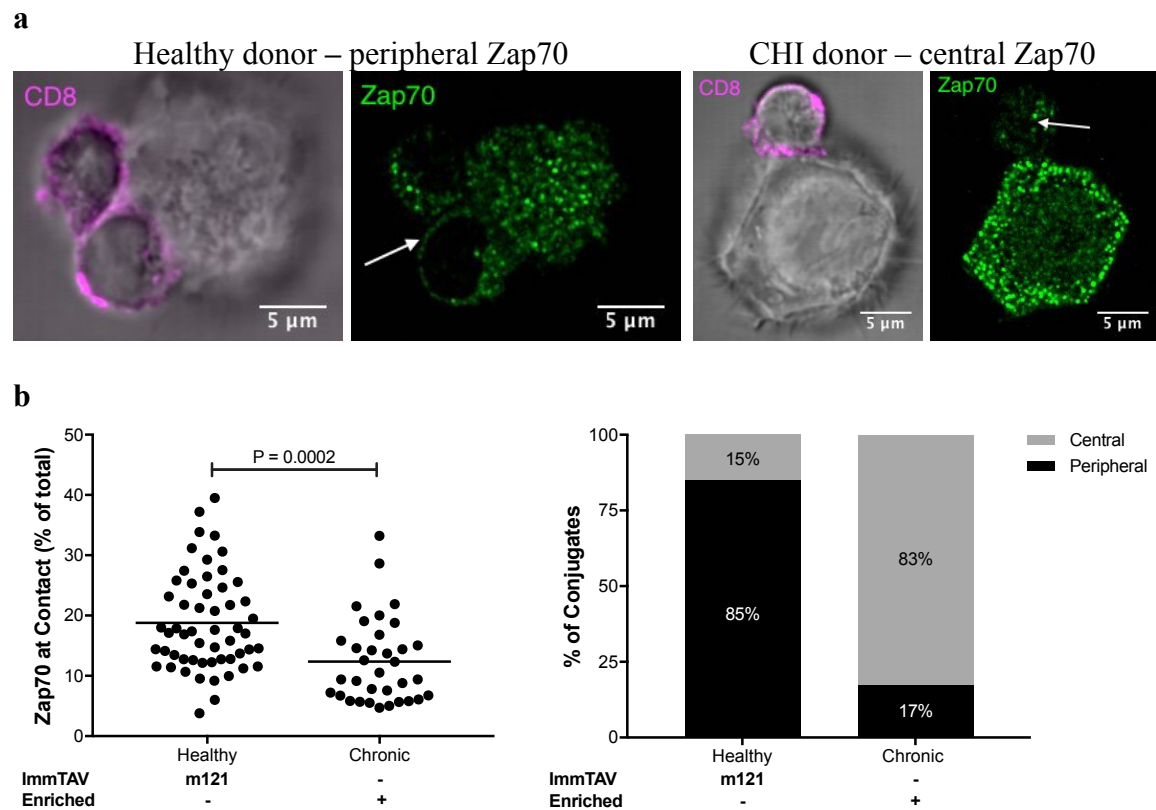 a
Healthy donor – peripheral Zap70
CHI donor – central Zap70
CD8
Zap70
CD8
Zap70
5 µm
5 µm
5 µm
5 µm
b
Zap70 at Contact (% of total)
50
40
30
20
10
0
P = 0.0002
Healthy Chronic
ImmTAV m121 -
Enriched - +
% of Conjugates
100
75
50
25
0
15%
85%
83%
17%
Central
Peripheral
Healthy Chronic
ImmTAV m121 -
Enriched - +